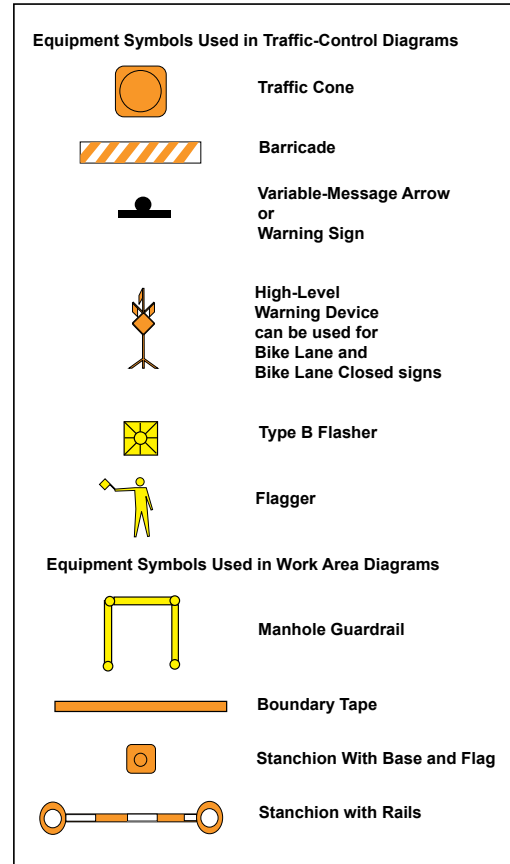 Equipment Symbols Used in Traffic-Control Diagrams
Traffic Cone
Barricade
Variable-Message Arrow
or
Warning Sign
High-Level
Warning Device
can be used for
Bike Lane and
Bike Lane Closed signs
Type B Flasher
Flagger
Equipment Symbols Used in Work Area Diagrams
Manhole Guardrail
Boundary Tape
Stanchion With Base and Flag
Stanchion with Rails